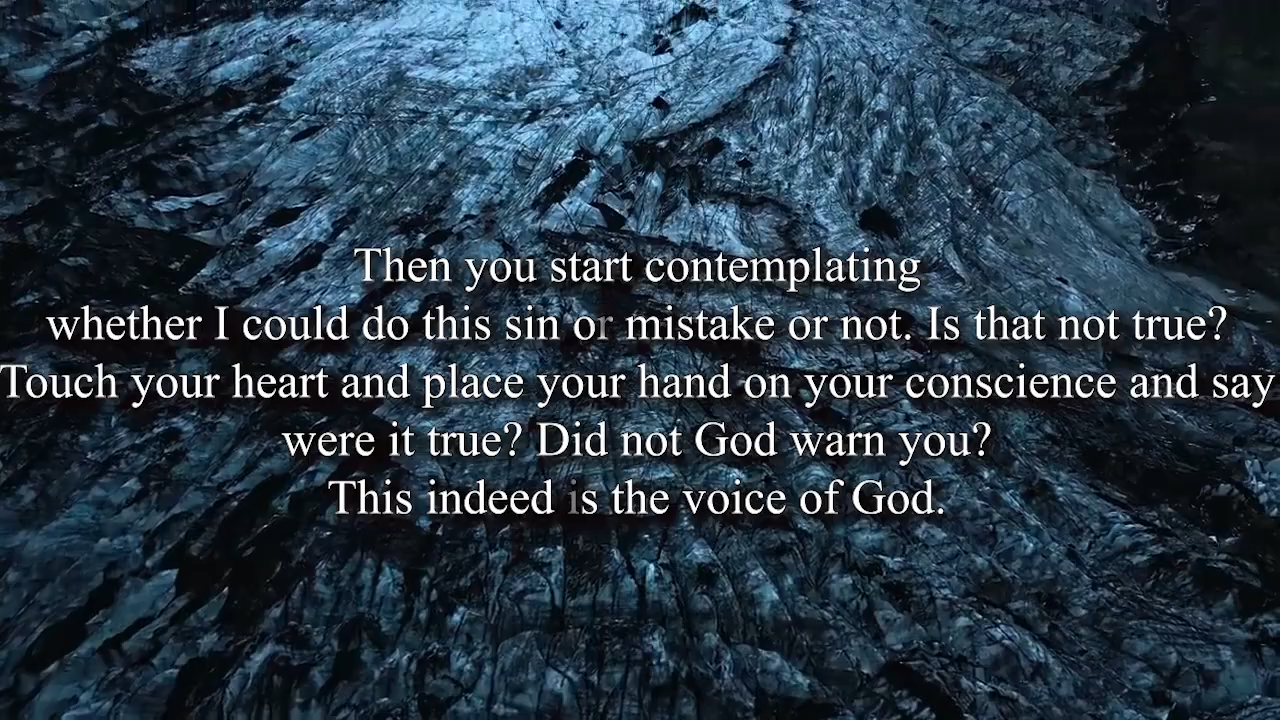 Then you start contemplating
whether I could do this sin or mistake or not. Is that not true?
Touch your heart and place your hand on your conscience and say
were it true? Did not God warn you?
This indeed is the voice of God.